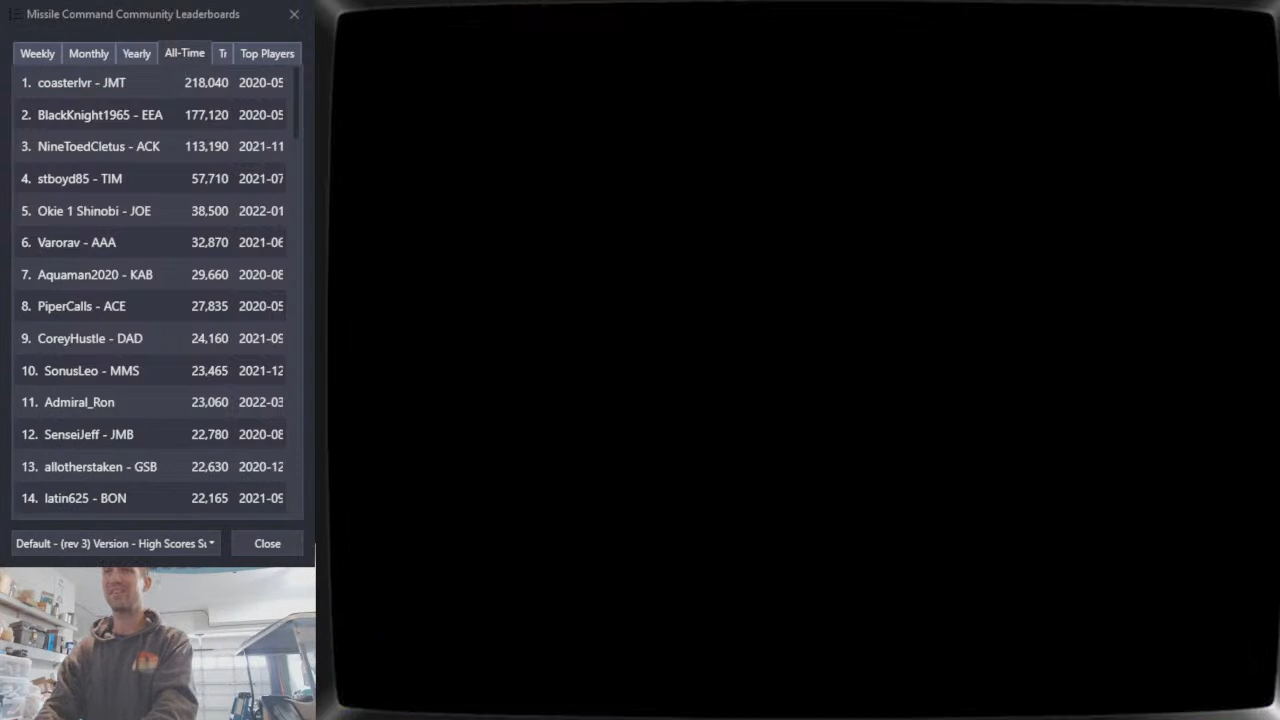 Missile Command Community Leaderboards
Weekly Monthly Yearly All-Time Tr Top Players
1. coasterlvr - JMT 218,040 2020-05
2. BlackKnight1965 - EEA 177,120 2020-05
3. NineToedCletus - ACK 113,190 2021-11
4. stboyd85 - TIM 57,710 2021-07
5. Okie 1 Shinobi - JOE 38,500 2022-01
6. Varorav - AAA 32,870 2021-06
7. Aquaman2020 - KAB 29,660 2020-08
8. PiperCalls - ACE 27,835 2020-05
9. CoreyHustle - DAD 24,160 2021-09
10. SonusLeo - MMS 23,465 2021-12
11. Admiral_Ron 23,060 2022-03
12. SenseiJeff - JMB 22,780 2020-08
13. allotherstaken - GSB 22,630 2020-12
14. latin625 - BON 22,165 2021-09
Default - (rev 3) Version - High Scores Su Close